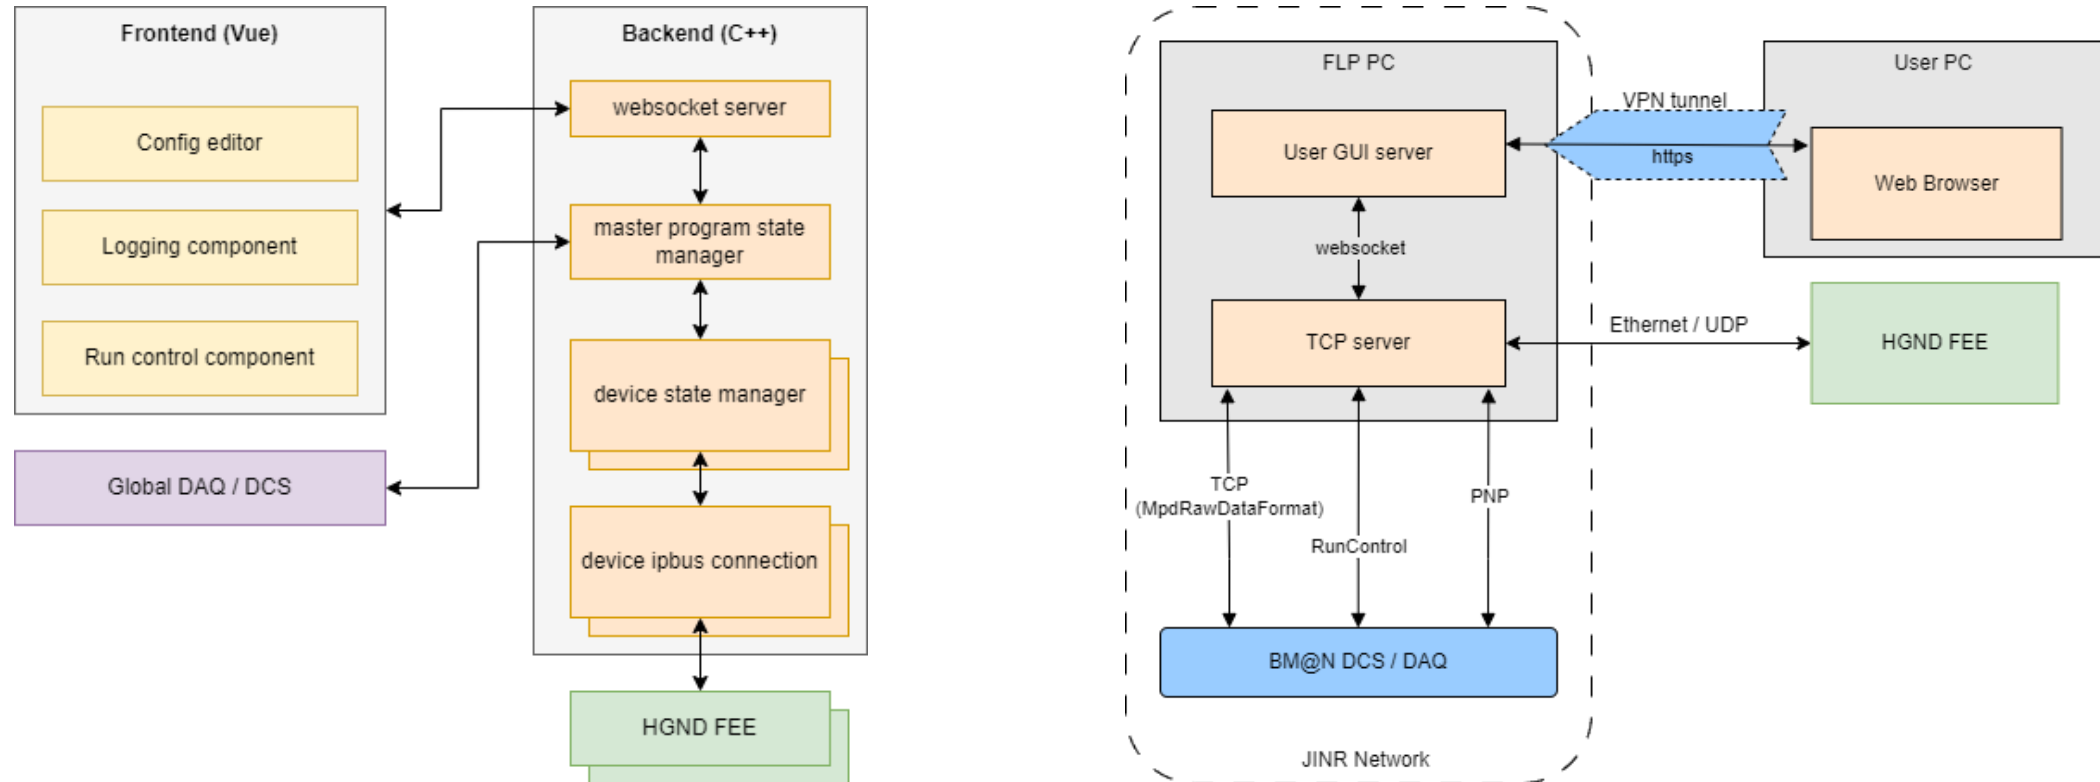 Frontend (Vue)
Config editor
Logging component
Run control component
Global DAQ / DCS
Backend (C++)
websocket server
master program state
manager
device state manager
device ipbus connection
HGND FEE
FLP PC
User GUI server
websocket
TCP server
VPN tunnel
https
User PC
Web Browser
Ethernet / UDP
HGND FEE
TCP
(MpdRawDataFormat)
RunControl
PNP
BM@N DCS / DAQ
JINR Network